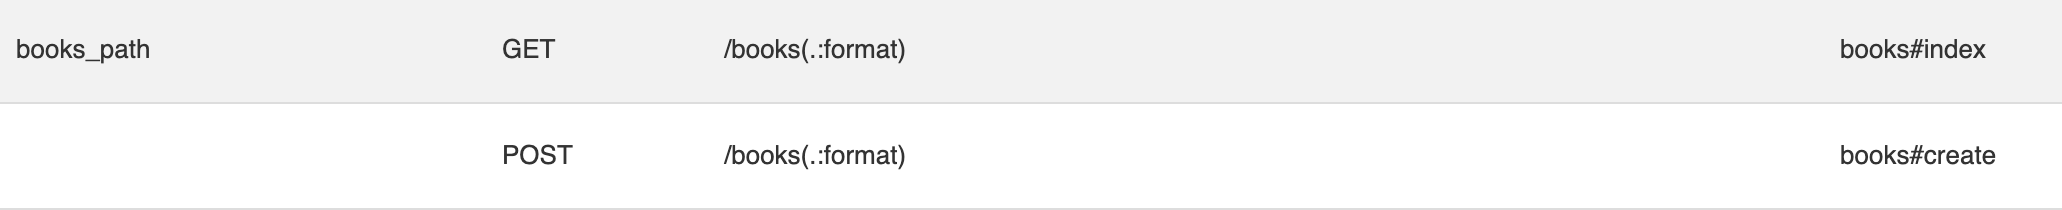 books_path GET /books(.:format) books#index
POST /books(.:format) books#create